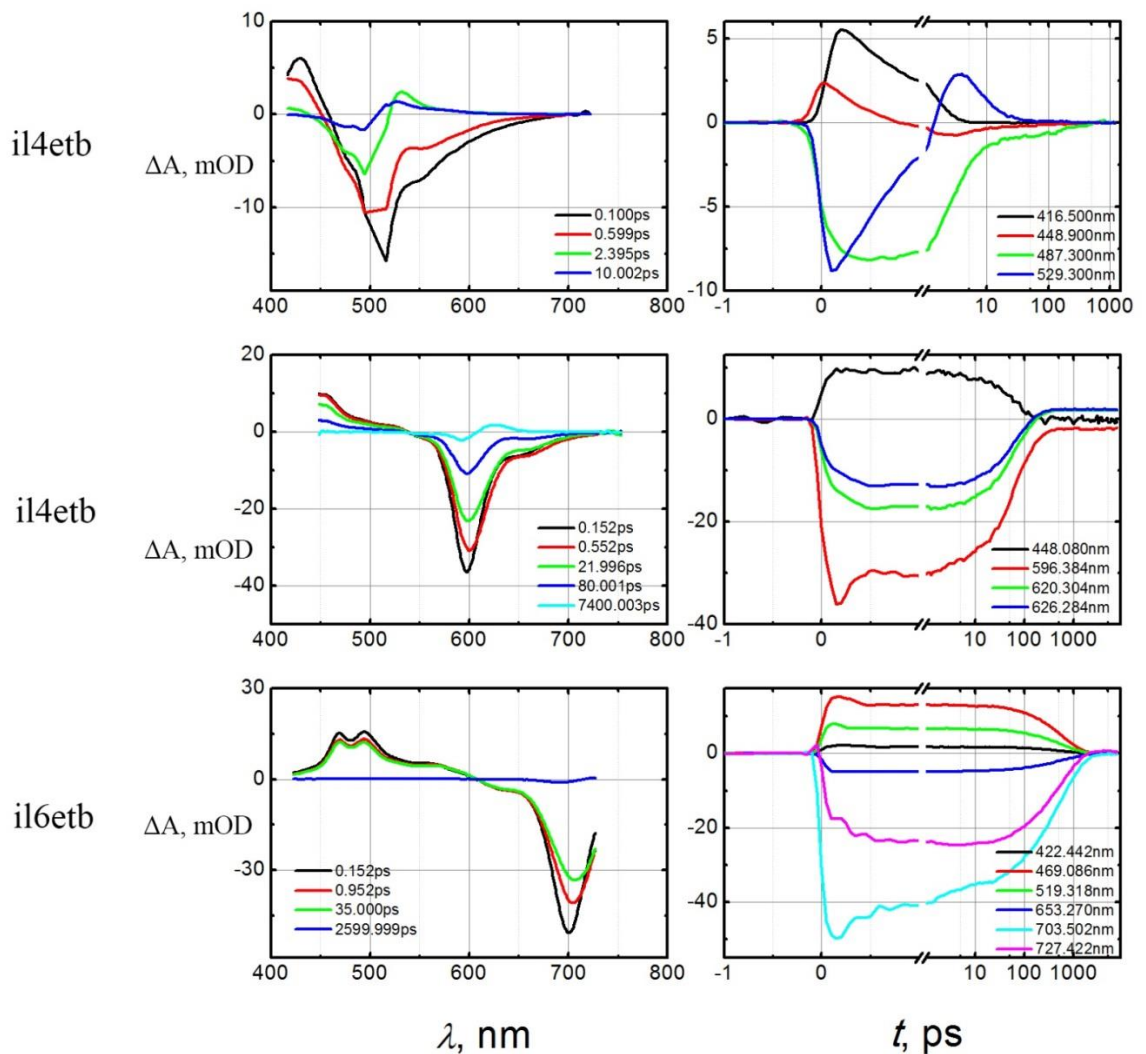 10
0
-10
400 500 600 700 800
il4etb
ΔA, mOD
0.100ps
0.599ps
2.395ps
10.002ps
5
0
-5
-10
-1 0 10 100 1000
416.500nm
448.900nm
487.300nm
529.300nm
20
0
-20
-40
400 500 600 700 800
il4etb
ΔA, mOD
0.152ps
0.552ps
21.996ps
80.001ps
7400.003ps
0
-20
-40
-1 0 10 100 1000
448.080nm
596.384nm
620.304nm
626.284nm
30
0
-30
400 500 600 700 800
il6etb
ΔA, mOD
0.152ps
0.952ps
35.000ps
2599.999ps
0
-20
-40
-1 0 10 100 1000
422.442nm
469.086nm
519.318nm
653.270nm
703.502nm
727.422nm
λ, nm
t, ps